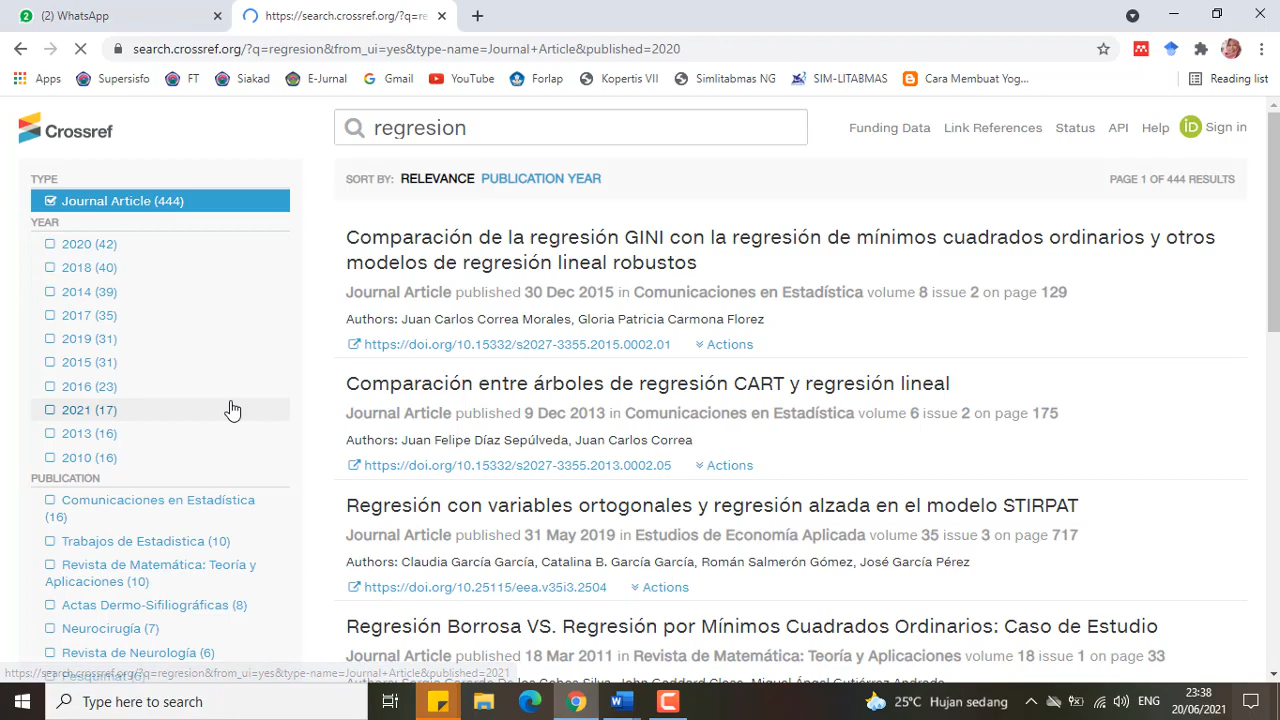 (2) WhatsApp
https://search.crossref.org/?q=re
search.crossref.org/?q=regresion&from_ui=yes&type-name=Journal+Article&published=2020
Apps Supersisfo FT Siakad E-Jurnal Gmail YouTube Forlap Kopertis VII Simlitabmas NG SIM-LITABMAS Cara Membuat Yog... Reading list
Crossref
regresion
Funding Data Link References Status API Help iD Sign in
TYPE
Journal Article (444)
YEAR
2020 (42)
2018 (40)
2014 (39)
2017 (35)
2019 (31)
2015 (31)
2016 (23)
2021 (17)
2013 (16)
2010 (16)
PUBLICATION
Comunicaciones en Estadística
(16)
Trabajos de Estadistica (10)
Revista de Matemática: Teoría y
Aplicaciones (10)
Actas Dermo-Sifiliográficas (8)
Neurocirugía (7)
Revista de Neurología (6)
SORT BY: RELEVANCE PUBLICATION YEAR
PAGE 1 OF 444 RESULTS
Comparación de la regresión GINI con la regresión de mínimos cuadrados ordinarios y otros
modelos de regresión lineal robustos
Journal Article published 30 Dec 2015 in Comunicaciones en Estadística volume 8 issue 2 on page 129
Authors: Juan Carlos Correa Morales, Gloria Patricia Carmona Florez
https://doi.org/10.15332/s2027-3355.2015.0002.01 Actions
Comparación entre árboles de regresión CART y regresión lineal
Journal Article published 9 Dec 2013 in Comunicaciones en Estadística volume 6 issue 2 on page 175
Authors: Juan Felipe Díaz Sepúlveda, Juan Carlos Correa
https://doi.org/10.15332/s2027-3355.2013.0002.05 Actions
Regresión con variables ortogonales y regresión alzada en el modelo STIRPAT
Journal Article published 31 May 2019 in Estudios de Economía Aplicada volume 35 issue 3 on page 717
Authors: Claudia García García, Catalina B. García García, Román Salmerón Gómez, José García Pérez
https://doi.org/10.25115/eea.v35i3.2504 Actions
Regresión Borrosa VS. Regresión por Mínimos Cuadrados Ordinarios: Caso de Estudio
Journal Article published 18 Mar 2011 in Revista de Matemática: Teoría y Aplicaciones volume 18 issue 1 on page 33
https://search.crossref.org/?q=regresion&from_ui=yes&type-name=Journal+Article&published=2021
Type here to search
25°C Hujan sedang
ENG
23:38
20/06/2021